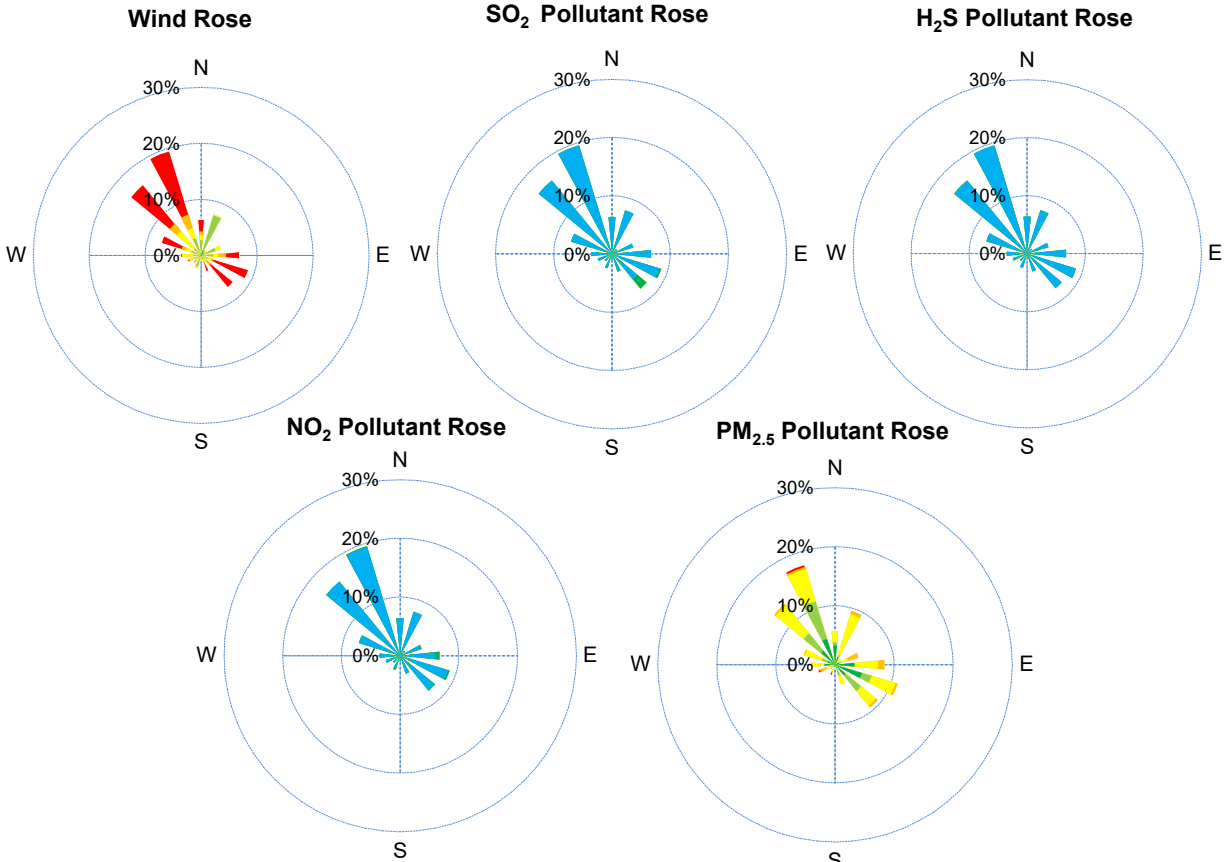 Wind Rose
N
30%
20%
10%
0%
W
E
S
SO₂ Pollutant Rose
N
30%
20%
10%
0%
W
E
S
H₂S Pollutant Rose
N
30%
20%
10%
0%
W
E
S
NO₂ Pollutant Rose
N
30%
20%
10%
0%
W
E
S
PM₂.₅ Pollutant Rose
N
30%
20%
10%
0%
W
E
S